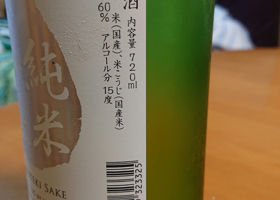 酒
内容量 720ml
米(国産)、米こうじ(国産米)
60% アルコール分 15度
純米
SAKE
323325